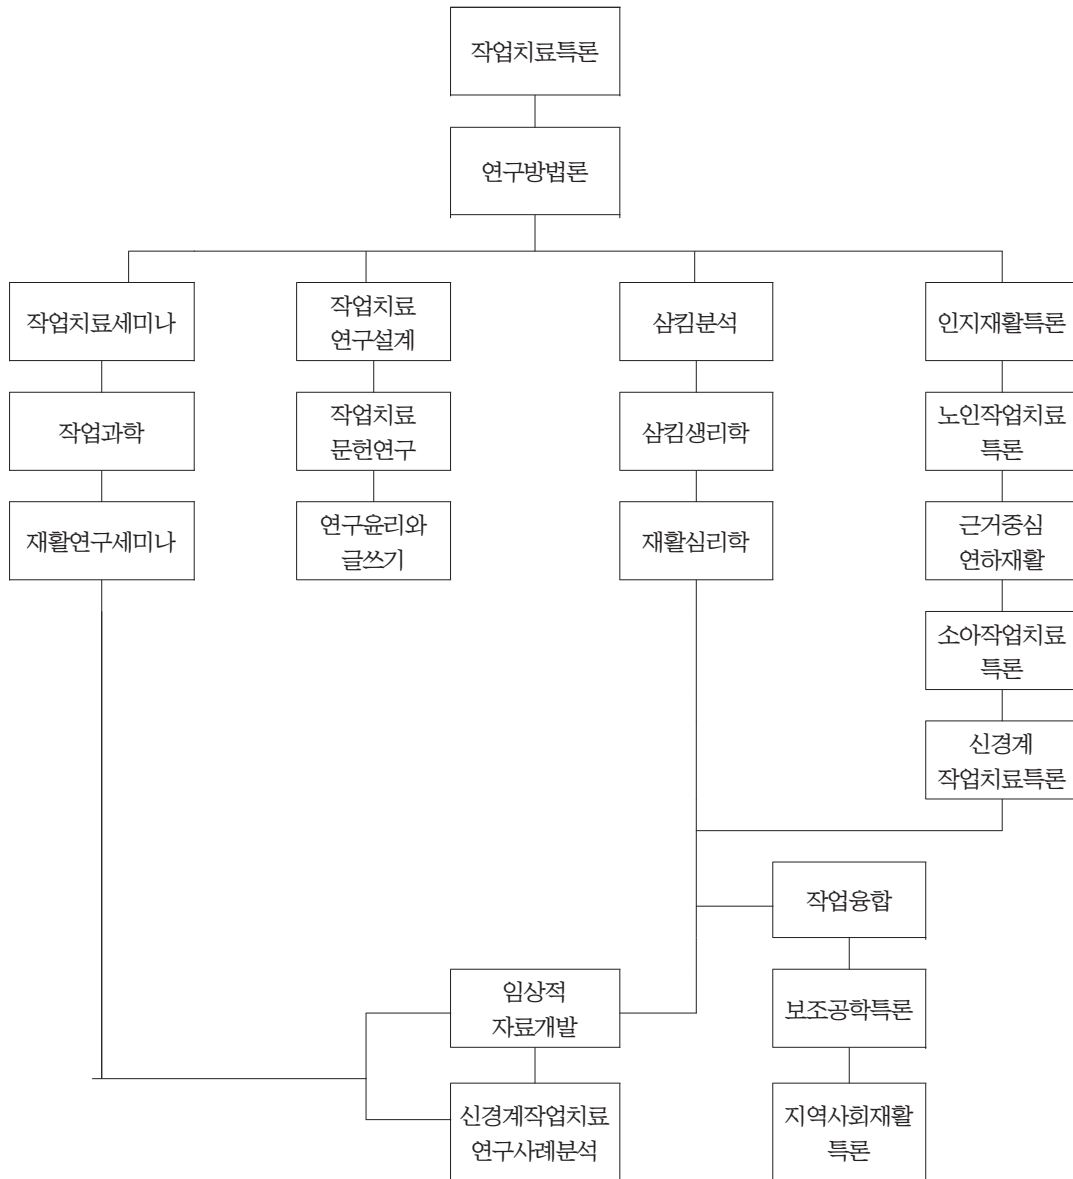 작업치료특론
연구방법론
작업치료세미나
작업치료
연구설계
삼킴분석
인지재활특론
작업과학
작업치료
문헌연구
삼킴생리학
노인작업치료
특론
재활연구세미나
연구윤리와
글쓰기
재활심리학
근거중심
연하재활
소아작업치료
특론
신경계
작업치료특론
작업융합
임상적
자료개발
보조공학특론
신경계작업치료
연구사례분석
지역사회재활
특론